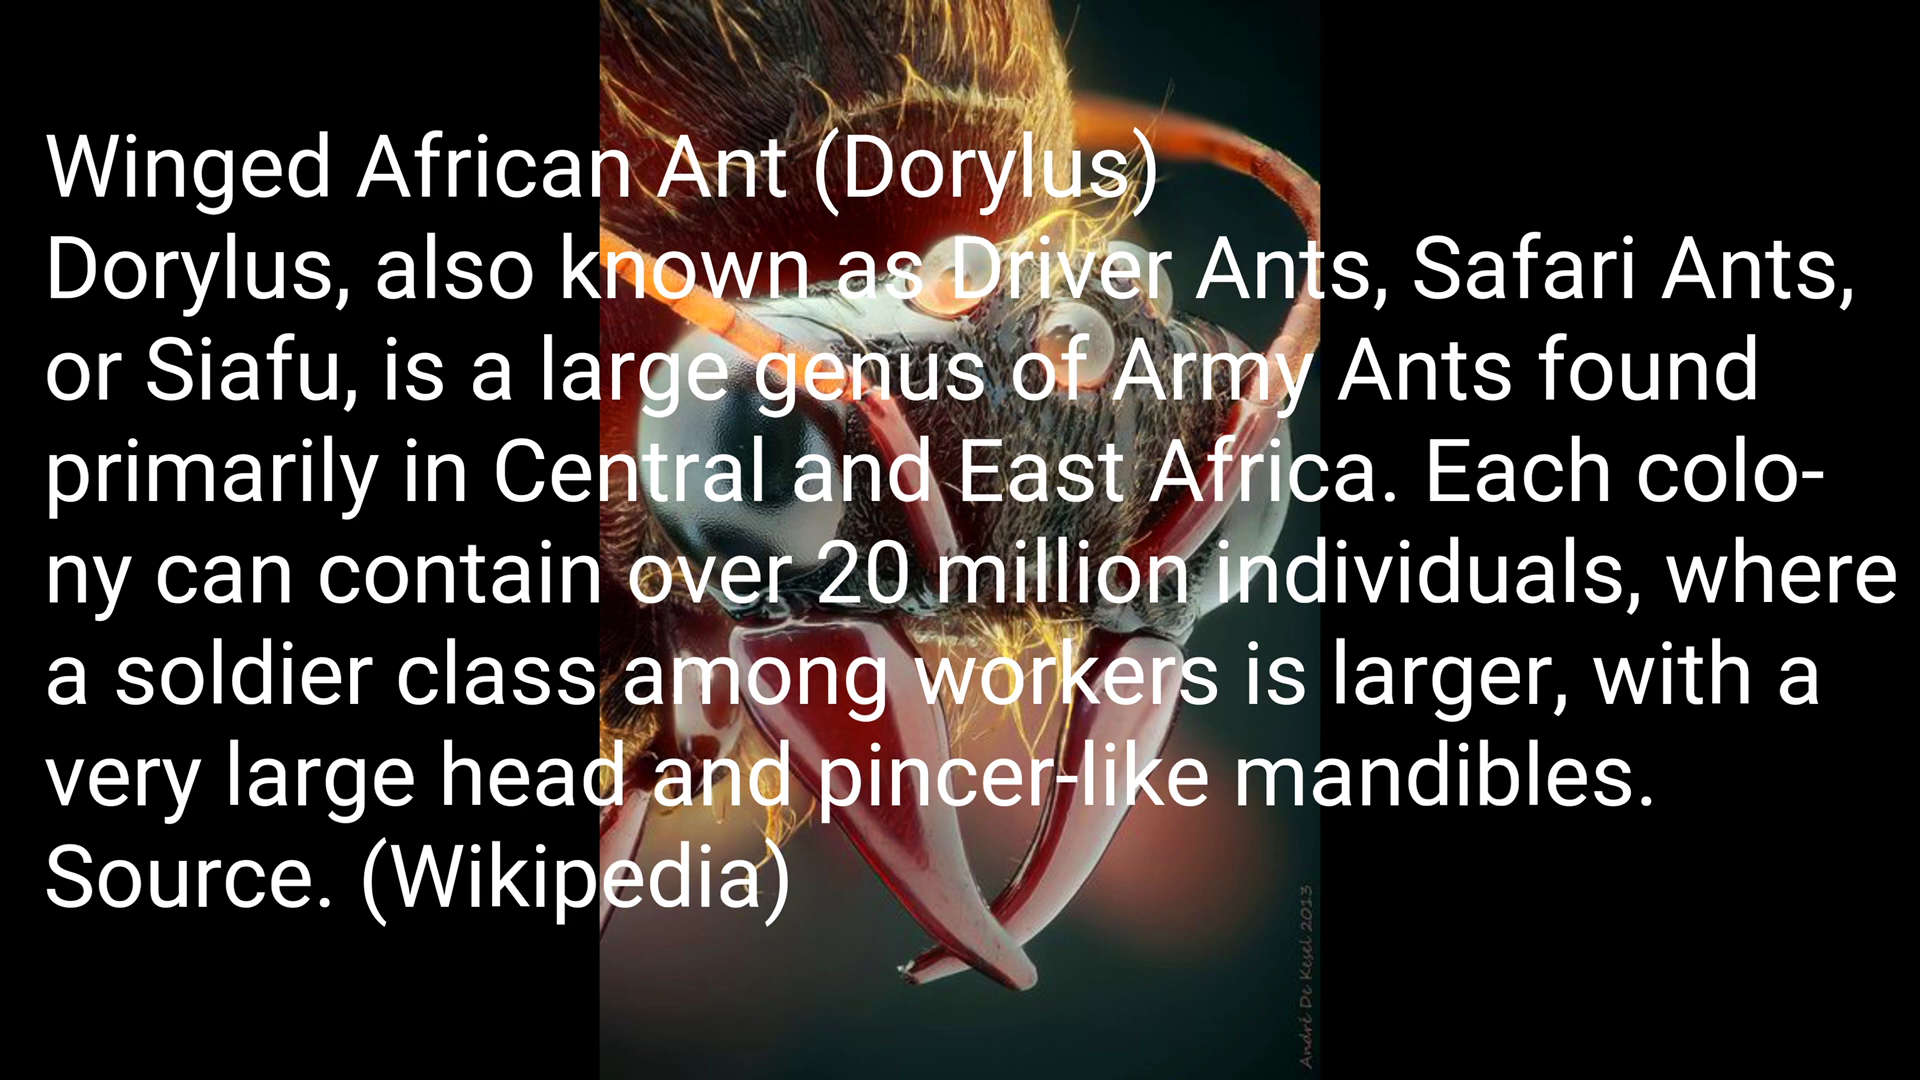 Winged African Ant (Dorylus)
Dorylus, also known as Driver Ants, Safari Ants,
or Siafu, is a large genus of Army Ants found
primarily in Central and East Africa. Each colo-
ny can contain over 20 million individuals, where
a soldier class among workers is larger, with a
very large head and pincer-like mandibles.
Source. (Wikipedia)
André De Kesel 2013